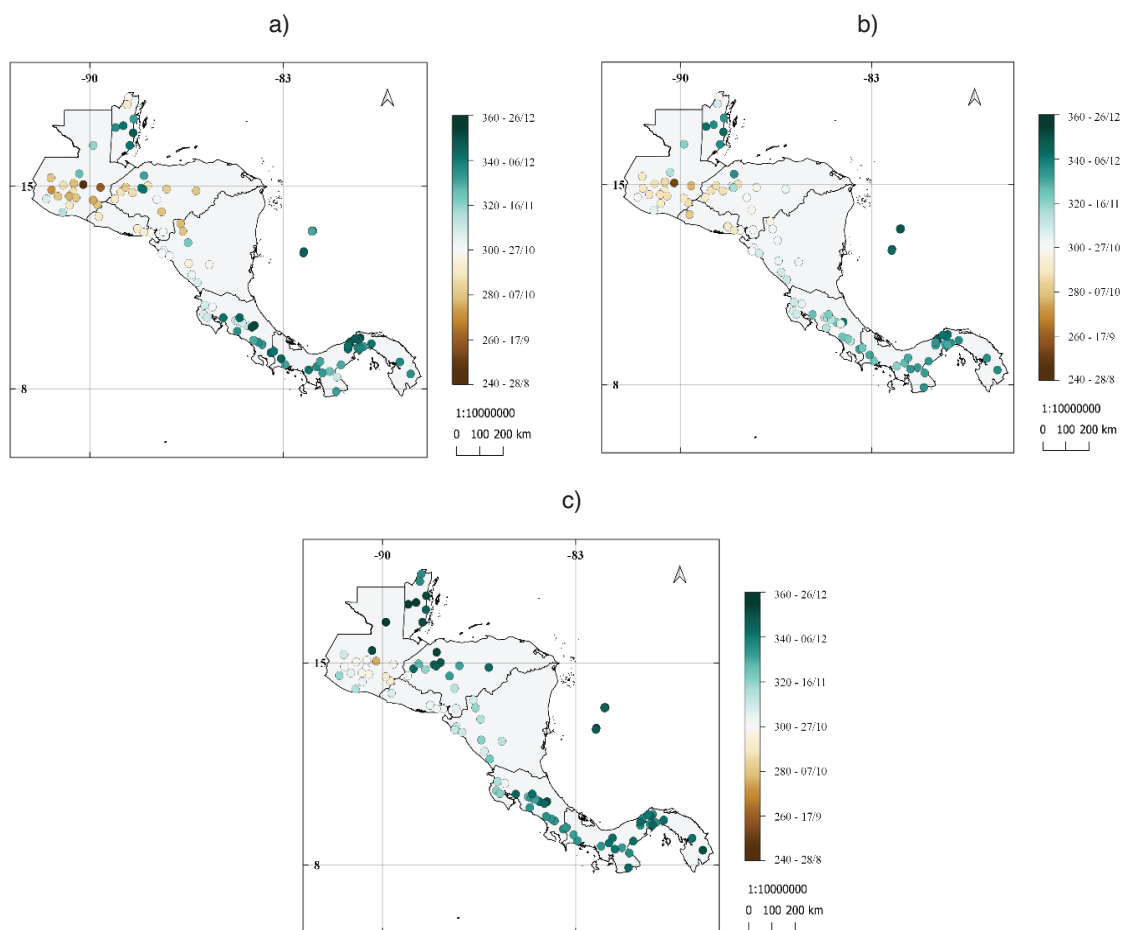 a)
-90
-83
15
8
360 - 26/12
340 - 06/12
320 - 16/11
300 - 27/10
280 - 07/10
260 - 17/9
240 - 28/8
1:10000000
0 100 200 km
b)
-90
-83
15
8
360 - 26/12
340 - 06/12
320 - 16/11
300 - 27/10
280 - 07/10
260 - 17/9
240 - 28/8
1:10000000
0 100 200 km
c)
-90
-83
15
8
360 - 26/12
340 - 06/12
320 - 16/11
300 - 27/10
280 - 07/10
260 - 17/9
240 - 28/8
1:10000000
0 100 200 km